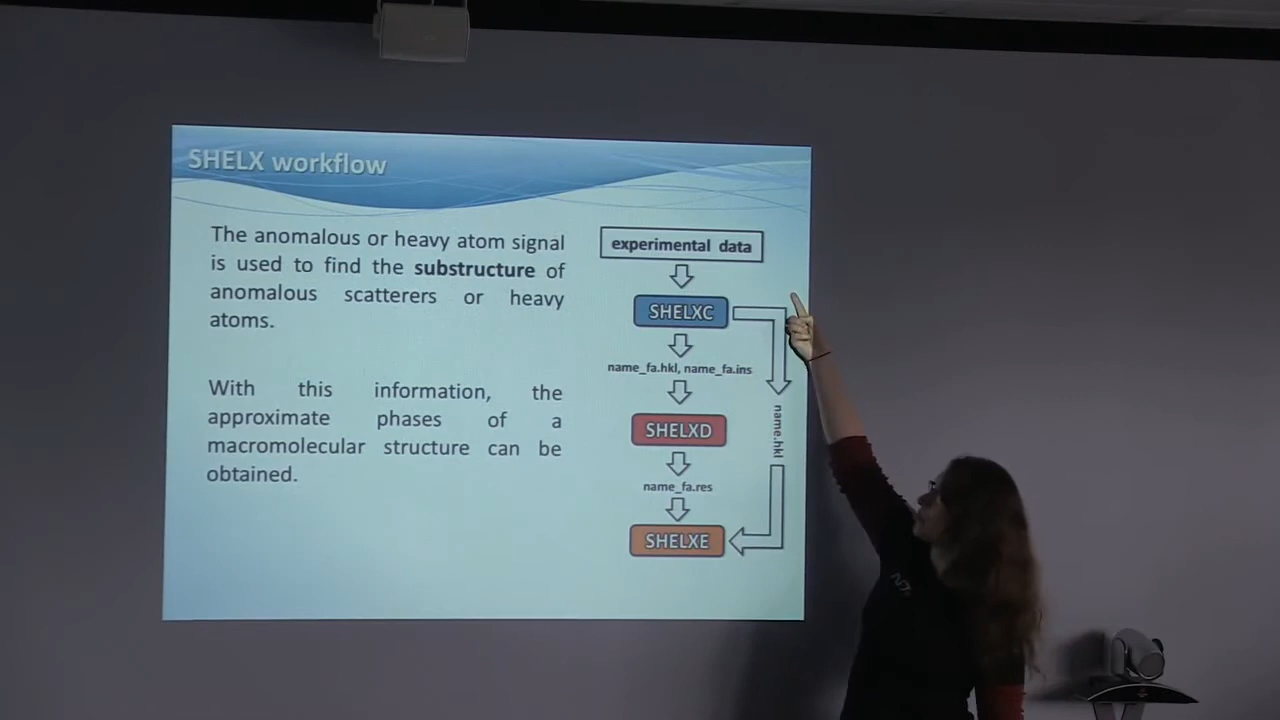 SHELX workflow
The anomalous or heavy atom signal
is used to find the substructure of
anomalous scatterers or heavy
atoms.
With this information, the
approximate phases of a
macromolecular structure can be
obtained.
experimental data
SHELXC
name_fa.hkl, name_fa.ins
SHELXD
name.hkl
name_fa.res
SHELXE
N7